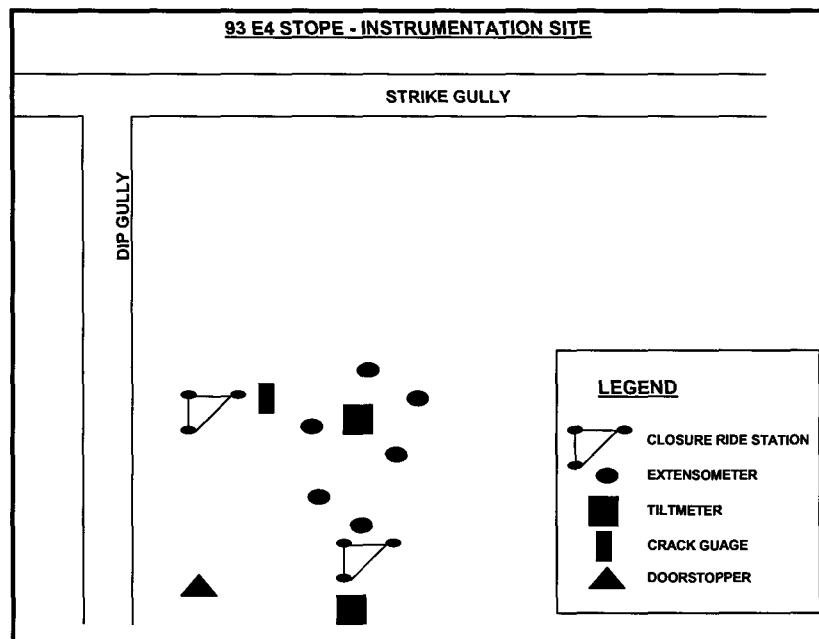 93 E4 STOPE - INSTRUMENTATION SITE
STRIKE GULLY
DIP GULLY
LEGEND
CLOSURE RIDE STATION
EXTENSOMETER
TILTMETER
CRACK GUAGE
DOORSTOPPER